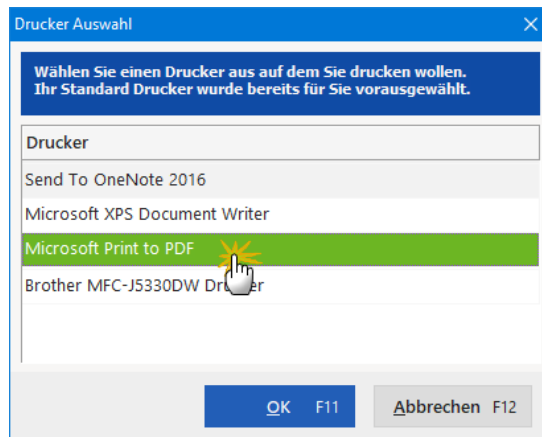 Drucker Auswahl
Wählen Sie einen Drucker aus auf dem Sie drucken wollen.
Ihr Standard Drucker wurde bereits für Sie vorausgewählt.
Drucker
Send To OneNote 2016
Microsoft XPS Document Writer
Microsoft Print to PDF
Brother MFC-J5330DW Drucker
OK F11
Abbrechen F12